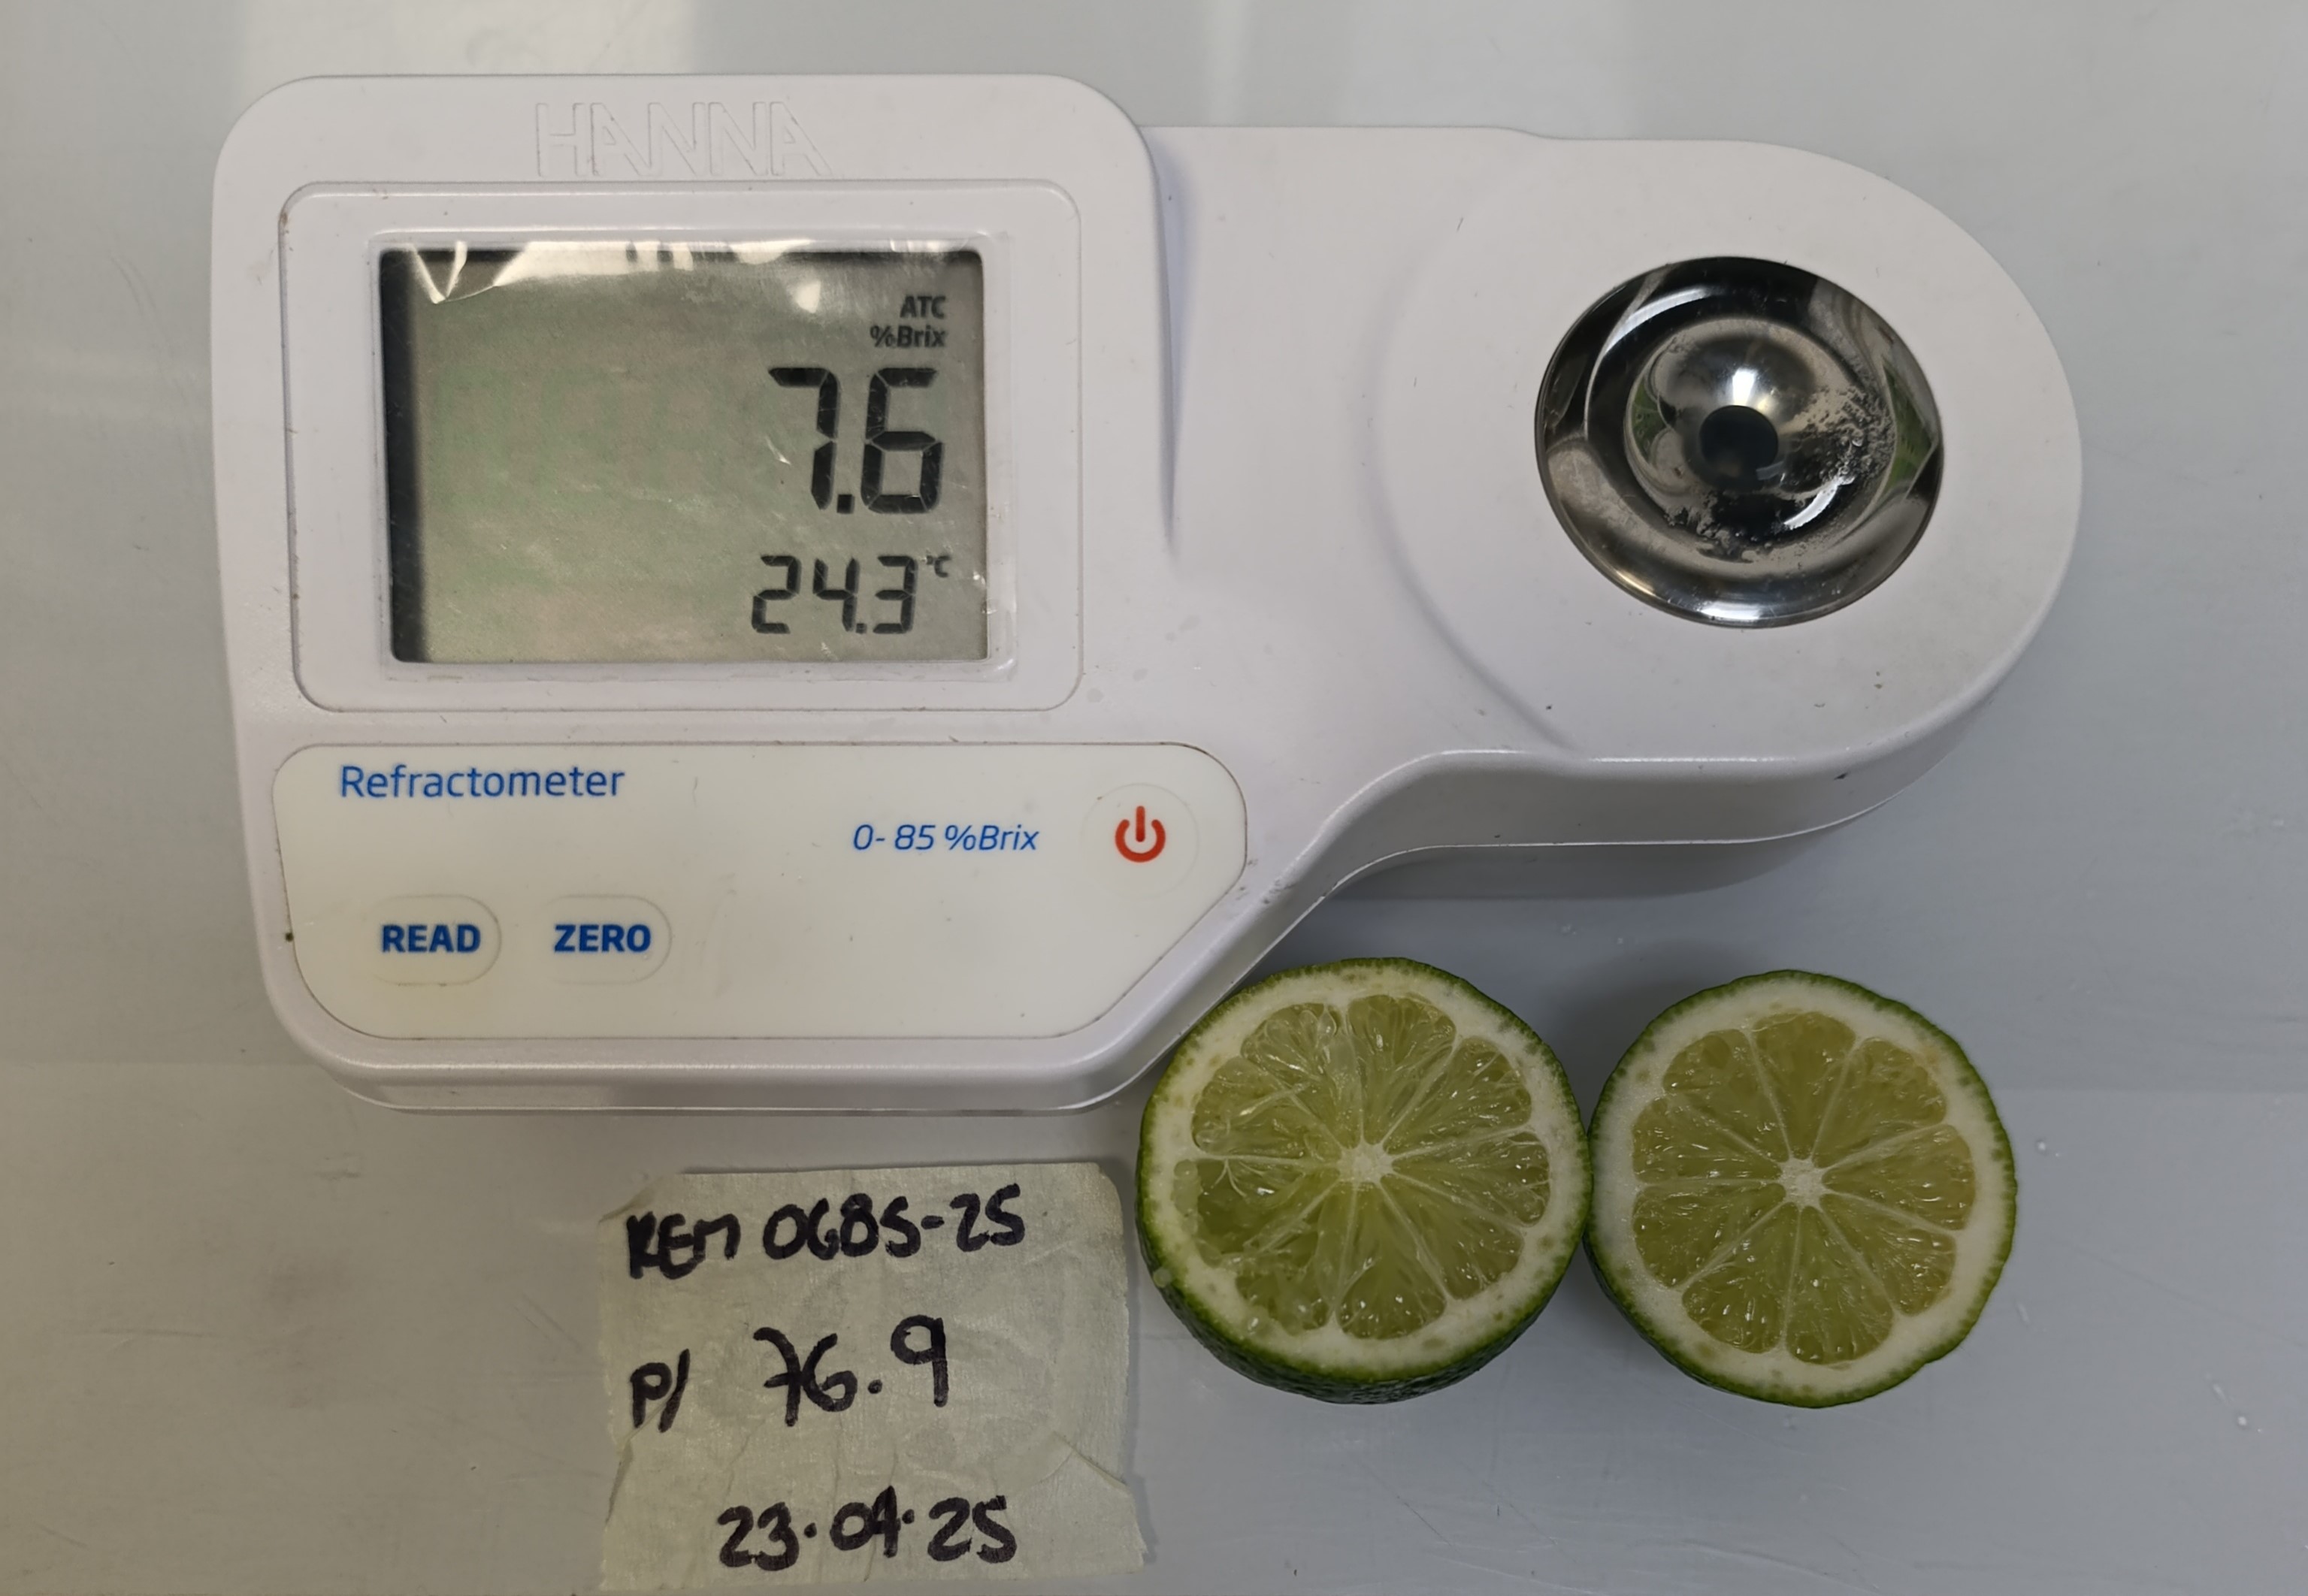 HANNA
ATC
%Brix
7.6
24.3°C
Refractometer
0-85 %Brix
READ
ZERO
REM 0685-25
P/ 76.9
23.04.25